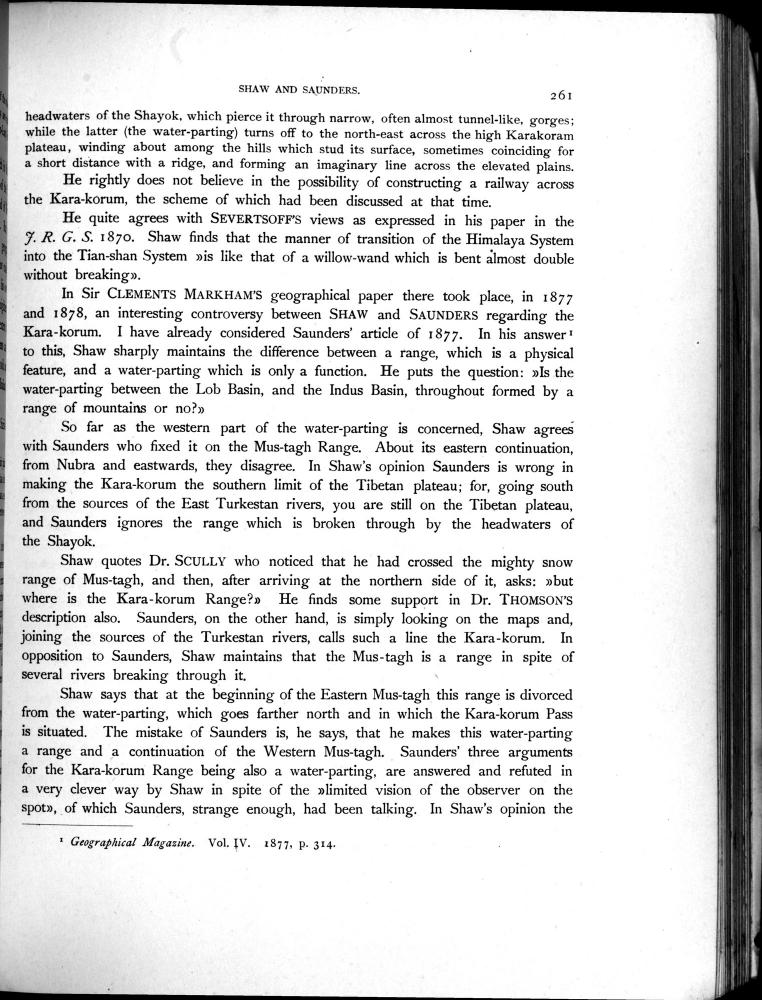 SHAW AND SAUNDERS.
261
headwaters of the Shayok, which pierce it through narrow, often almost tunnel-like, gorges;
while the latter (the water-parting) turns off to the north-east across the high Karakoram
plateau, winding about among the hills which stud its surface, sometimes coinciding for
a short distance with a ridge, and forming an imaginary line across the elevated plains.
He rightly does not believe in the possibility of constructing a railway across
the Kara-korum, the scheme of which had been discussed at that time.
He quite agrees with SEVERTSOFF'S views as expressed in his paper in the
J. R. G. S. 1870. Shaw finds that the manner of transition of the Himalaya System
into the Tian-shan System »is like that of a willow-wand which is bent almost double
without breaking».
In Sir CLEMENTS MARKHAM'S geographical paper there took place, in 1877
and 1878, an interesting controversy between SHAW and SAUNDERS regarding the
Kara-korum. I have already considered Saunders' article of 1877. In his answer¹
to this, Shaw sharply maintains the difference between a range, which is a physical
feature, and a water-parting which is only a function. He puts the question: »Is the
water-parting between the Lob Basin, and the Indus Basin, throughout formed by a
range of mountains or no?»
So far as the western part of the water-parting is concerned, Shaw agrees
with Saunders who fixed it on the Mus-tagh Range. About its eastern continuation,
from Nubra and eastwards, they disagree. In Shaw's opinion Saunders is wrong in
making the Kara-korum the southern limit of the Tibetan plateau; for, going south
from the sources of the East Turkestan rivers, you are still on the Tibetan plateau,
and Saunders ignores the range which is broken through by the headwaters of
the Shayok.
Shaw quotes Dr. SCULLY who noticed that he had crossed the mighty snow
range of Mus-tagh, and then, after arriving at the northern side of it, asks: »but
where is the Kara-korum Range?» He finds some support in Dr. THOMSON'S
description also. Saunders, on the other hand, is simply looking on the maps and,
joining the sources of the Turkestan rivers, calls such a line the Kara-korum. In
opposition to Saunders, Shaw maintains that the Mus-tagh is a range in spite of
several rivers breaking through it.
Shaw says that at the beginning of the Eastern Mus-tagh this range is divorced
from the water-parting, which goes farther north and in which the Kara-korum Pass
is situated. The mistake of Saunders is, he says, that he makes this water-parting
a range and a continuation of the Western Mus-tagh. Saunders' three arguments
for the Kara-korum Range being also a water-parting, are answered and refuted in
a very clever way by Shaw in spite of the »limited vision of the observer on the
spot», of which Saunders, strange enough, had been talking. In Shaw's opinion the
¹ Geographical Magazine. Vol. IV. 1877, p. 314.